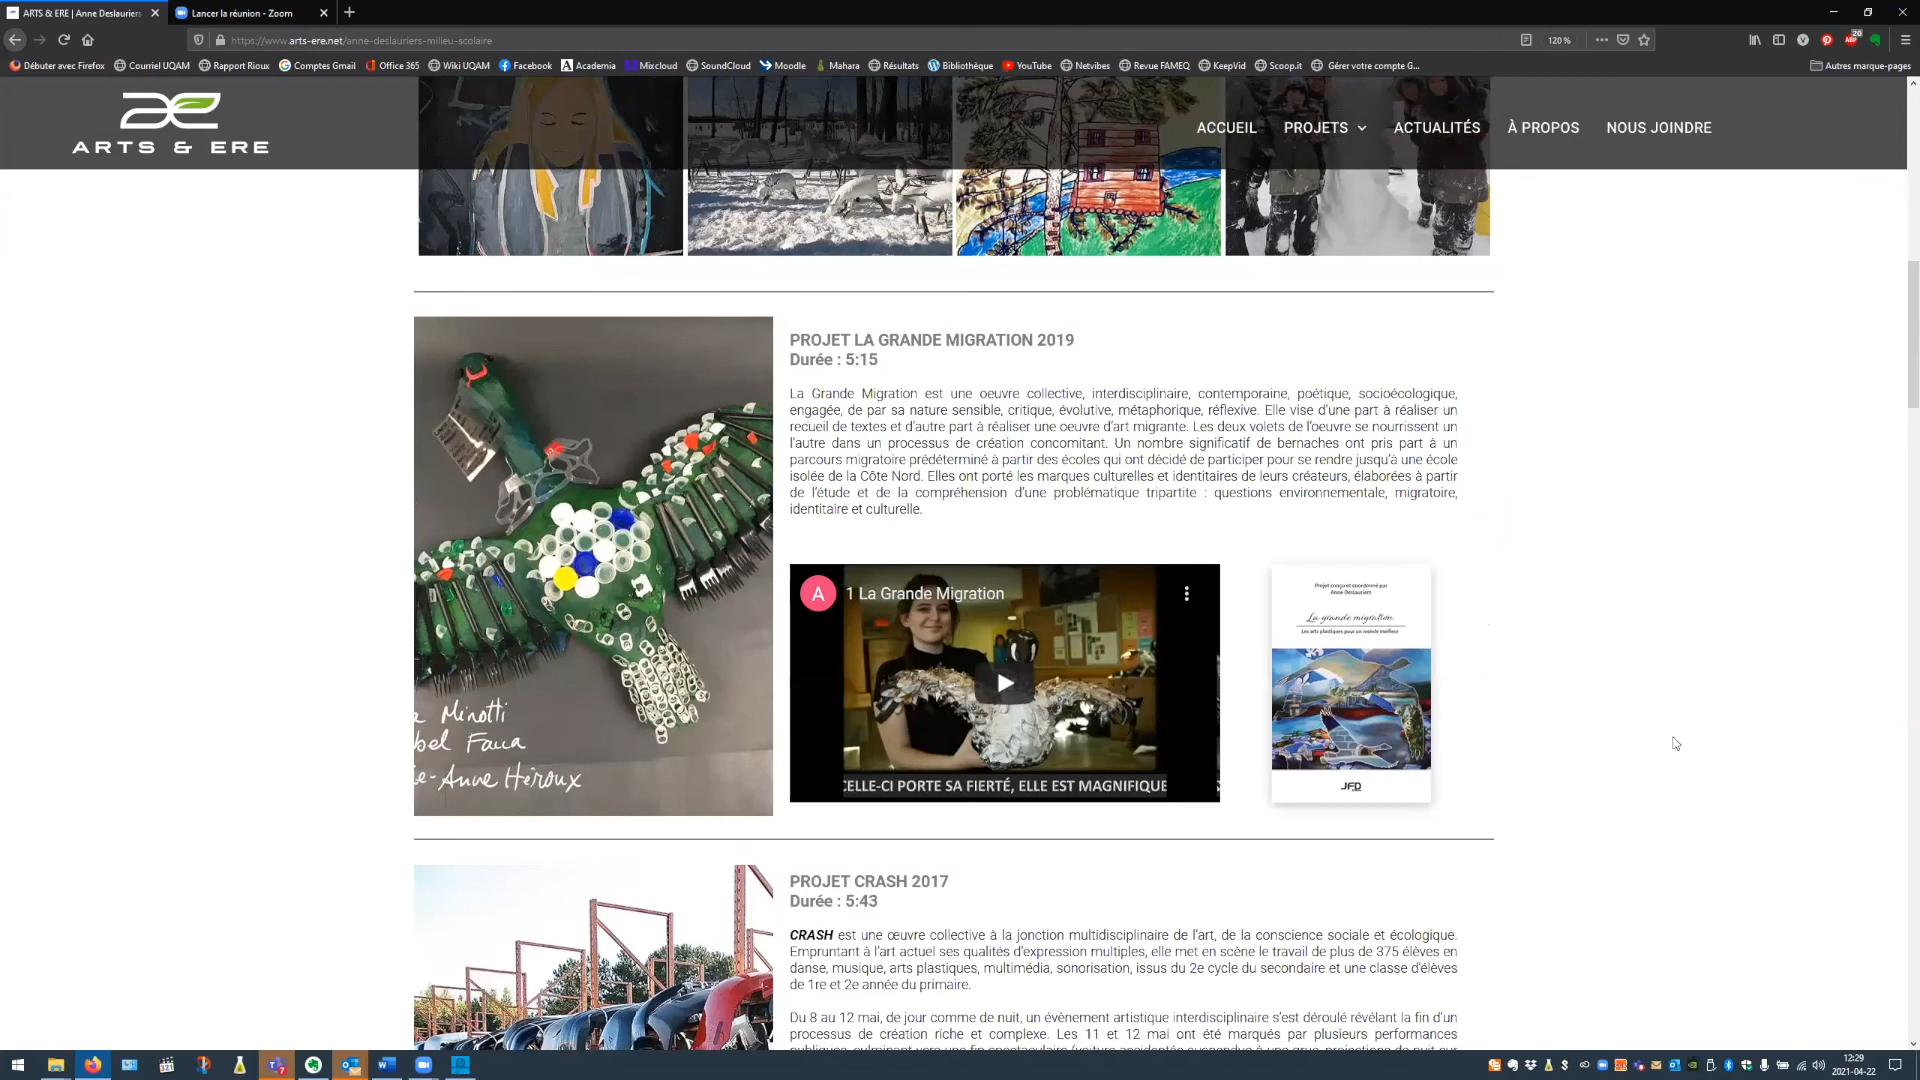 ARTS & ERE | Anne Deslauriers
Lancer la réunion - Zoom
https://www.arts-ere.net/anne-deslauriers-milieu-scolaire
120 %
20
Débuter avec Firefox
Courriel UQAM
Rapport Rioux
Comptes Gmail
Office 365
Wiki UQAM
Facebook
Academia
Mixcloud
SoundCloud
Moodle
Mahara
Résultats
Bibliothèque
YouTube
Netvibes
Revue FAMEQ
KeepVid
Scoop.it
Gérer votre compte G...
Autres marque-pages
ARTS & ERE
ACCUEIL
PROJETS
ACTUALITÉS
À PROPOS
NOUS JOINDRE
PROJET LA GRANDE MIGRATION 2019
Durée : 5:15
La Grande Migration est une oeuvre collective, interdisciplinaire, contemporaine, poétique, socioécologique,
engagée, de par sa nature sensible, critique, évolutive, métaphorique, réflexive. Elle vise d'une part à réaliser un
recueil de textes et d'autre part à réaliser une oeuvre d'art migrante. Les deux volets de l'oeuvre se nourrissent un
l'autre dans un processus de création concomitant. Un nombre significatif de bernaches ont pris part à un
parcours migratoire prédéterminé à partir des écoles qui ont décidé de participer pour se rendre jusqu'à une école
isolée de la Côte Nord. Elles ont porté les marques culturelles et identitaires de leurs créateurs, élaborées à partir
de l'étude et de la compréhension d'une problématique tripartite : questions environnementale, migratoire,
identitaire et culturelle.
Minotti
bel Faua
e-Anne Héroux
A
1 La Grande Migration
CELLE-CI PORTE SA FIERTÉ, ELLE EST MAGNIFIQUE
Projet conçu et coordonné par
Anne Deslauriers
La grande migration
Les arts plastiques pour un monde meilleur
JFD
PROJET CRASH 2017
Durée : 5:43
CRASH est une œuvre collective à la jonction multidisciplinaire de l'art, de la conscience sociale et écologique.
Empruntant à l'art actuel ses qualités d'expression multiples, elle met en scène le travail de plus de 375 élèves en
danse, musique, arts plastiques, multimédia, sonorisation, issus du 2e cycle du secondaire et une classe d'élèves
de 1re et 2e année du primaire.
Du 8 au 12 mai, de jour comme de nuit, un évènement artistique interdisciplinaire s'est déroulé révélant la fin d'un
processus de création riche et complexe. Les 11 et 12 mai ont été marqués par plusieurs performances
12:29
2021-04-22